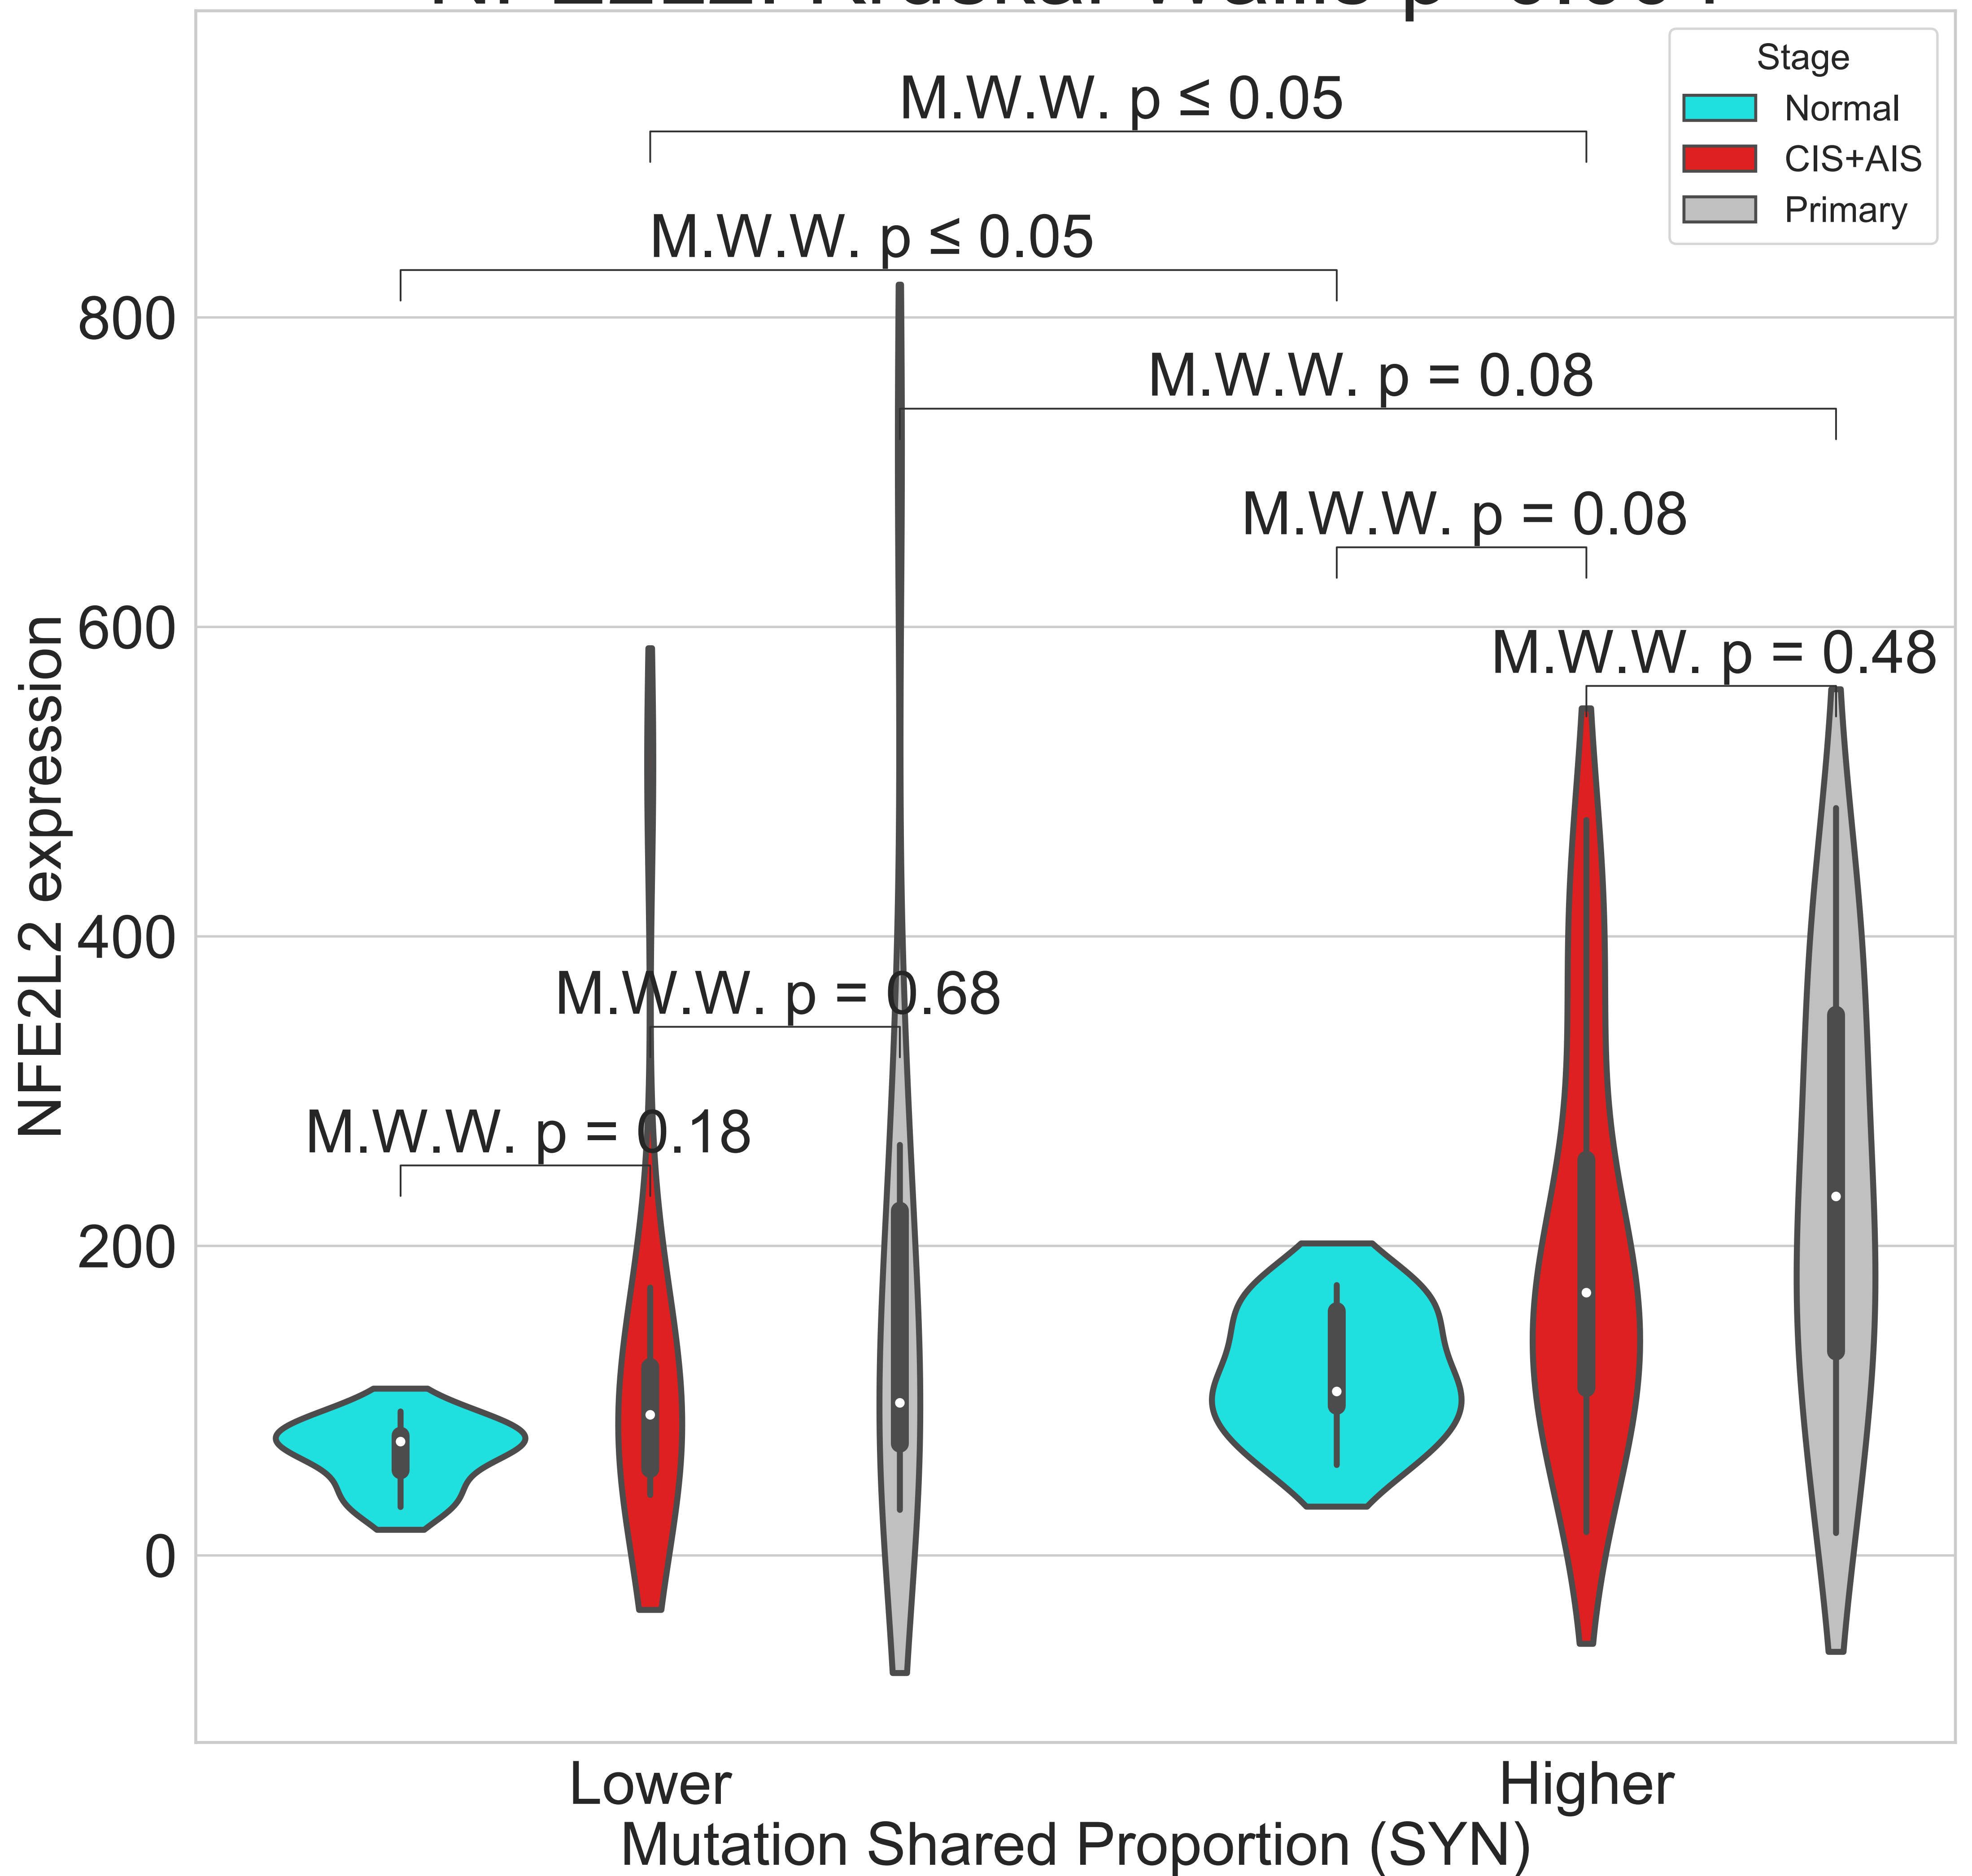 Stage
Normal
CIS+AIS
Primary
M.W.W. p ≤ 0.05
M.W.W. p ≤ 0.05
M.W.W. p = 0.08
M.W.W. p = 0.08
M.W.W. p = 0.48
M.W.W. p = 0.68
M.W.W. p = 0.18
NFE2L2 expression
800
600
400
200
0
Lower
Higher
Mutation Shared Proportion (SYN)